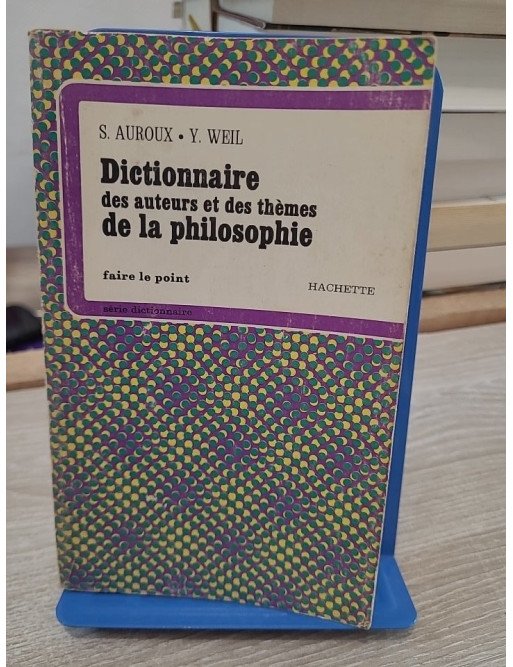 S. AUROUX • Y. WEIL
Dictionnaire
des auteurs et des thèmes
de la philosophie
faire le point
HACHETTE
série dictionnaire